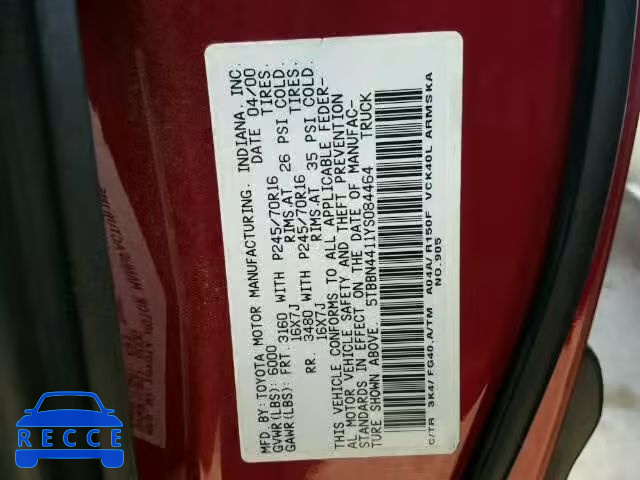 MFD. BY: TOYOTA MOTOR MANUFACTURING, INDIANA, INC.
GVWR(LBS): 6000 DATE 04/00
GAWR(LBS): FRT. 3160 WITH P245/70R16 TIRES.
16X7J RIMS. AT 26 PSI COLD.
RR. 3480 WITH P245/70R16 TIRES.
16X7J RIMS. AT 35 PSI COLD.
THIS VEHICLE CONFORMS TO ALL APPLICABLE FEDER-
AL MOTOR VEHICLE SAFETY AND THEFT PREVENTION
STANDARDS IN EFFECT ON THE DATE OF MANUFAC-
TURE SHOWN ABOVE. 5TBBN4411YS084464 TRUCK
C/TR 3K4/FG40,A/TM A04A/R150F VCK40L ARMSKA
NO.905
RECCE